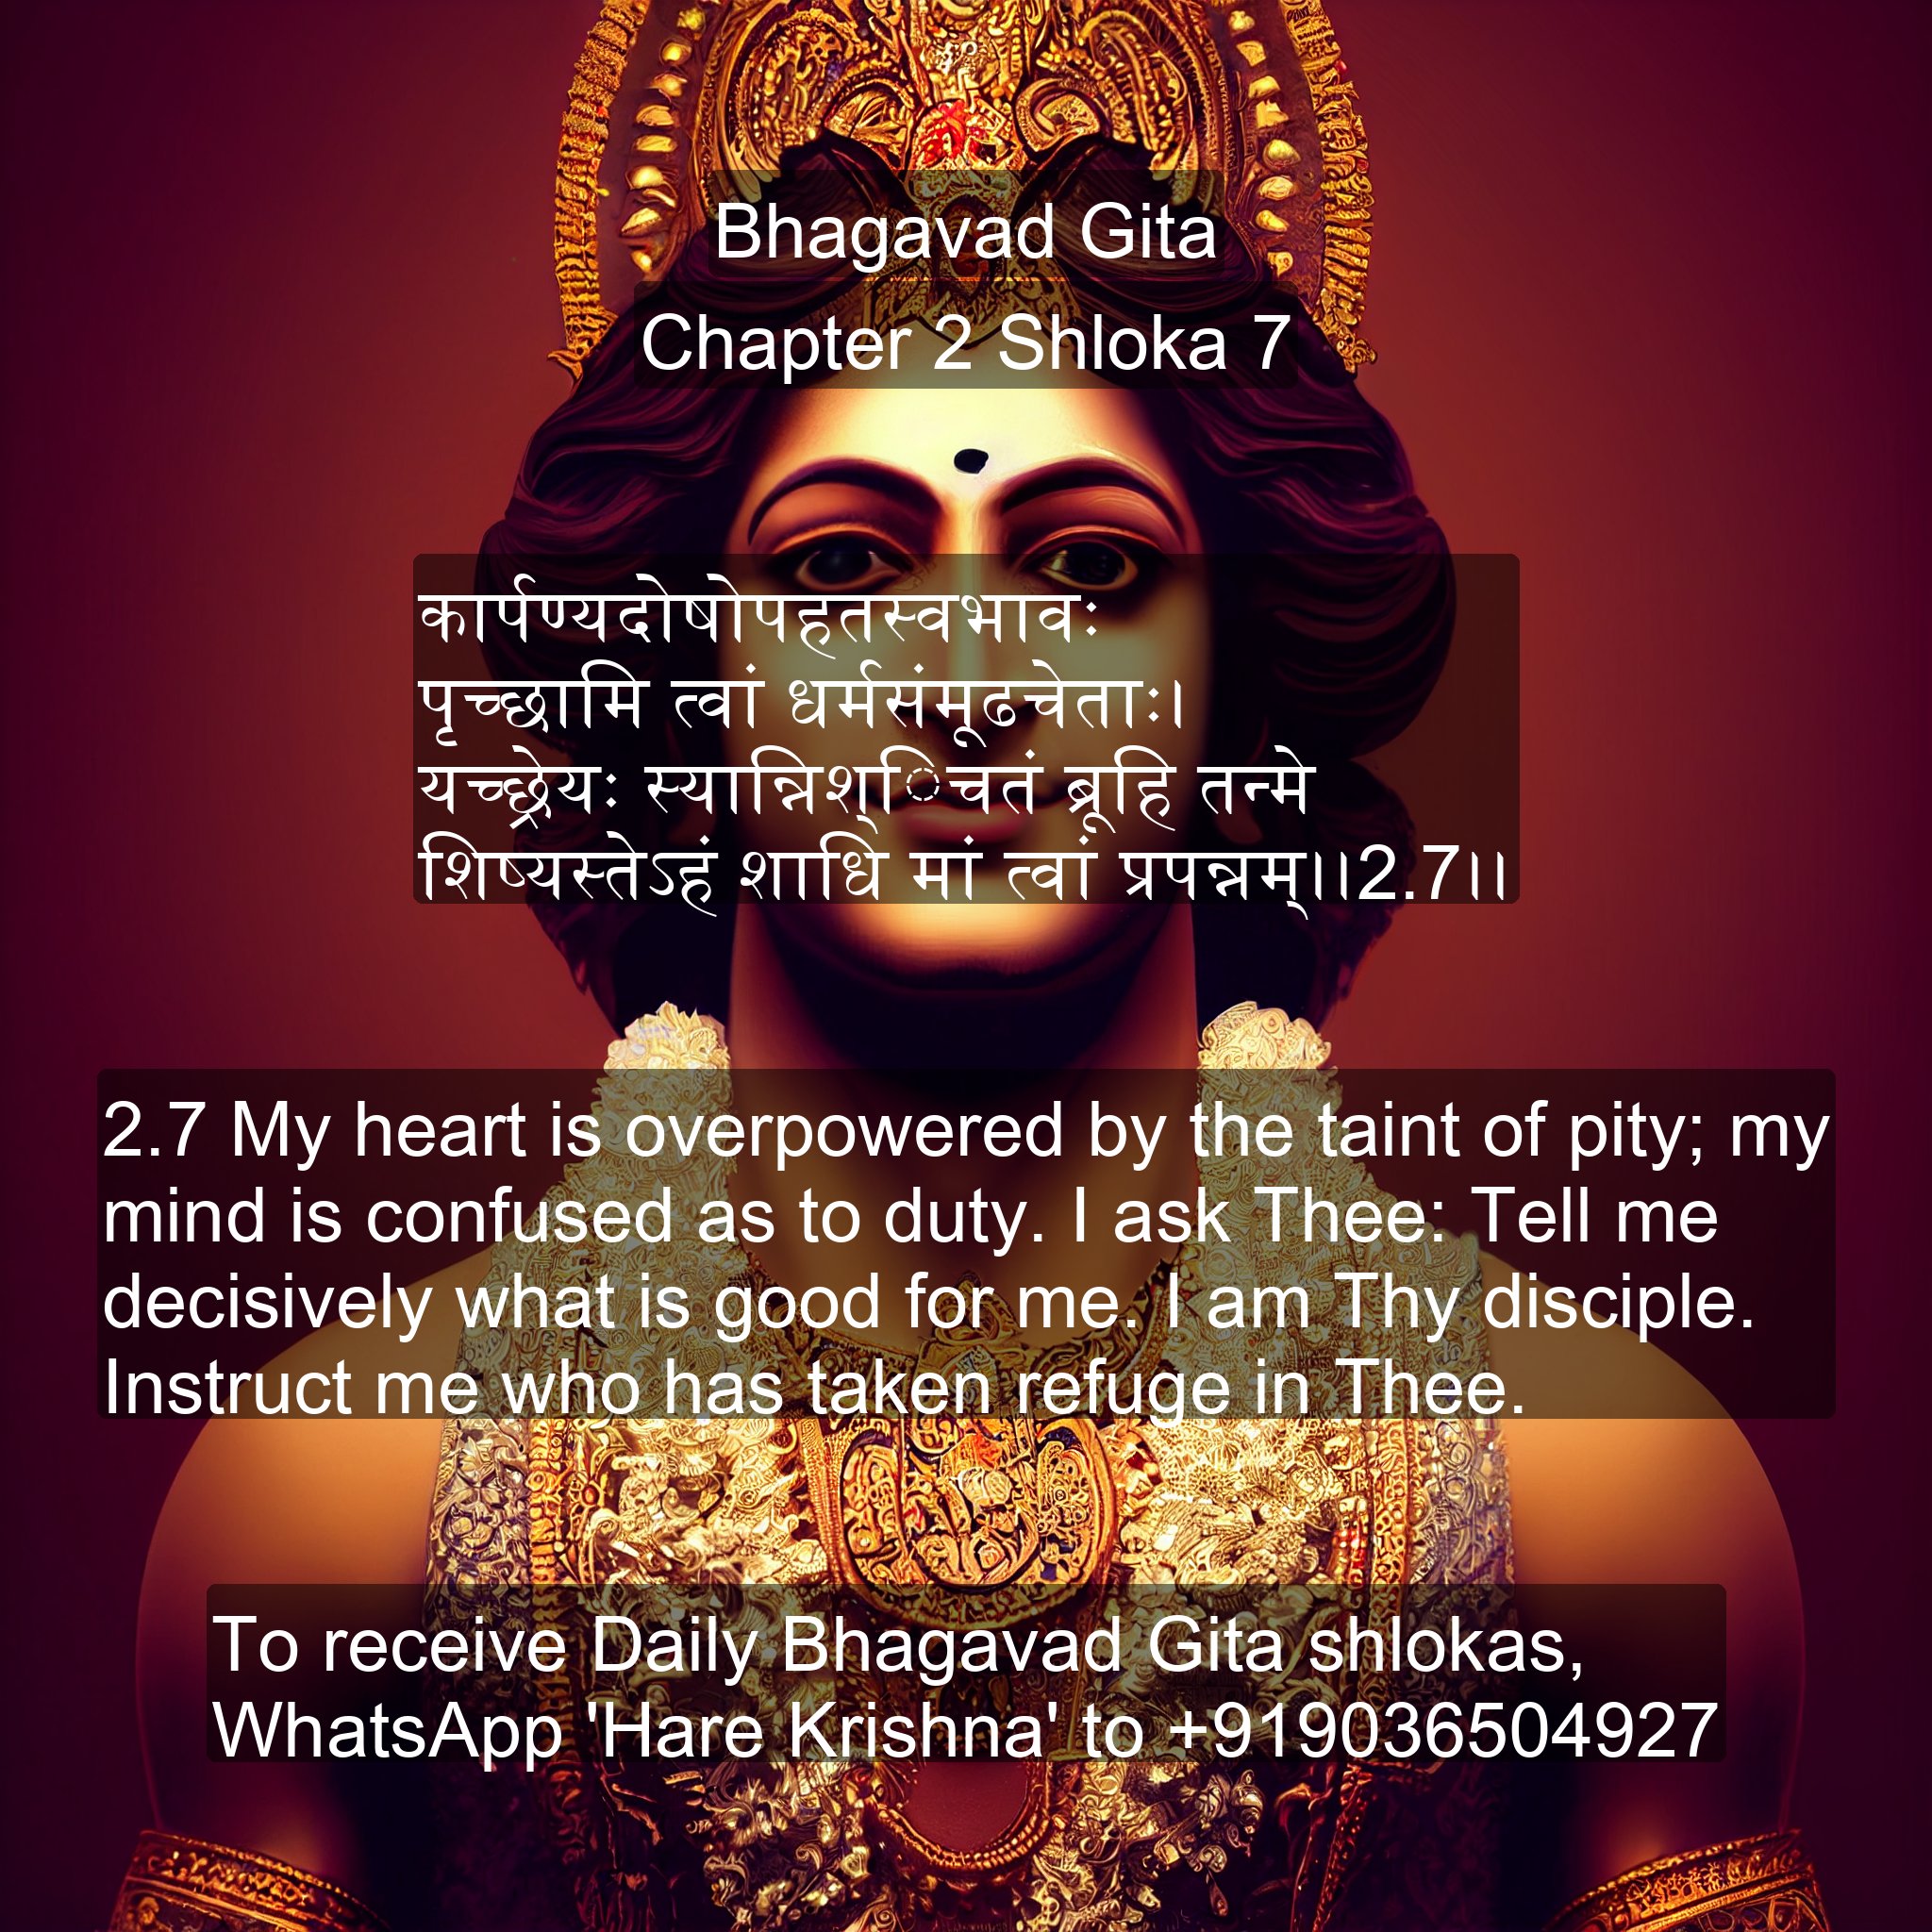 Bhagavad Gita
Chapter 2 Shloka 7
कार्पण्यदोषोपहतस्वभावः
पृच्छामि त्वां धर्मसंमूढचेताः।
यच्छ्रेयः स्यान्निश्िचतं ब्रूहि तन्मे
शिष्यस्तेऽहं शाधि मां त्वां प्रपन्नम्।।2.7।।
2.7 My heart is overpowered by the taint of pity; my
mind is confused as to duty. I ask Thee: Tell me
decisively what is good for me. I am Thy disciple.
Instruct me who has taken refuge in Thee.
To receive Daily Bhagavad Gita shlokas,
WhatsApp 'Hare Krishna' to +919036504927